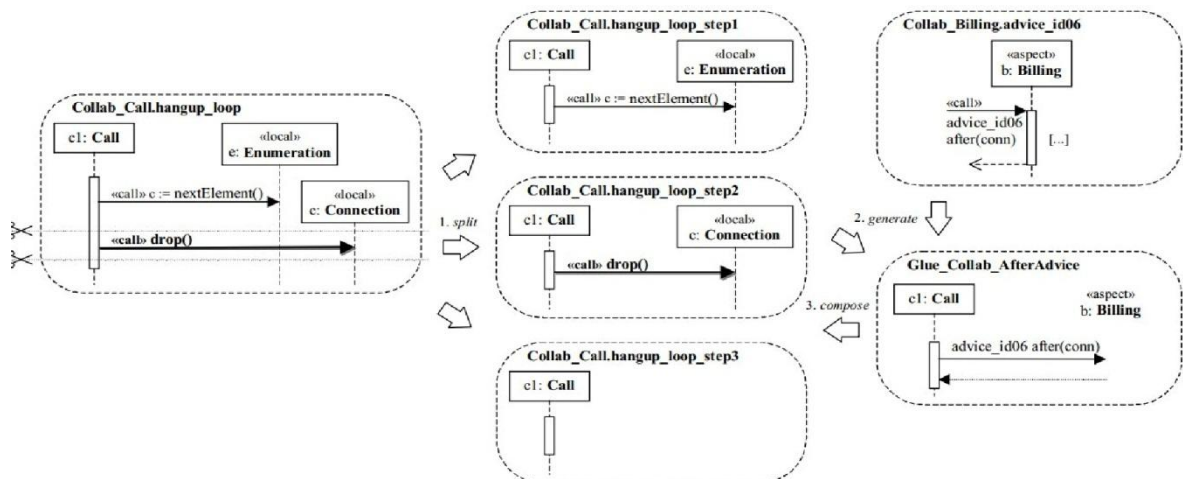 Collab_Call.hangup_loop
c1: Call
«local»
e: Enumeration
«call» c := nextElement()
«local»
c: Connection
«call» drop()
1. split
Collab_Call.hangup_loop_step1
c1: Call
«local»
e: Enumeration
«call» c := nextElement()
Collab_Call.hangup_loop_step2
c1: Call
«local»
c: Connection
«call» drop()
Collab_Call.hangup_loop_step3
c1: Call
Collab_Billing.advice_id06
«aspect»
b: Billing
«call»
advice_id06
after(conn)
[...]
2. generate
Glue_Collab_AfterAdvice
c1: Call
«aspect»
b: Billing
advice_id06 after(conn)
3. compose